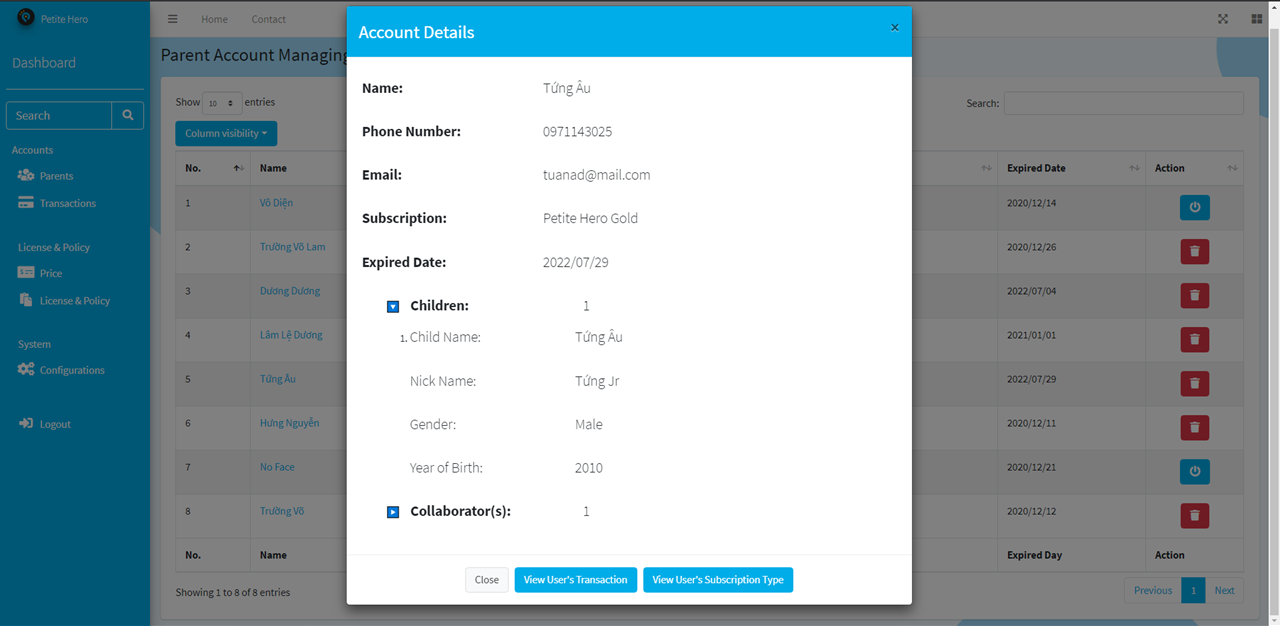 Petite Hero
Home
Contact
Dashboard
Search
Accounts
Parents
Transactions
License & Policy
Price
License & Policy
System
Configurations
Logout
Parent Account Managing
Show 10 entries
Search:
Column visibility
No. Name Expired Date Action
1 Võ Diện 2020/12/14
2 Trường Võ Lam 2020/12/26
3 Dương Dương 2022/07/04
4 Lâm Lệ Dương 2021/01/01
5 Tứng Âu 2022/07/29
6 Hưng Nguyễn 2020/12/11
7 No Face 2020/12/21
8 Trường Võ 2020/12/12
No. Name Expired Day Action
Showing 1 to 8 of 8 entries
Previous 1 Next
Account Details
×
Name: Tứng Âu
Phone Number: 0971143025
Email: tuanad@mail.com
Subscription: Petite Hero Gold
Expired Date: 2022/07/29
Children: 1
1. Child Name: Tứng Âu
Nick Name: Tứng Jr
Gender: Male
Year of Birth: 2010
Collaborator(s): 1
Close
View User's Transaction
View User's Subscription Type